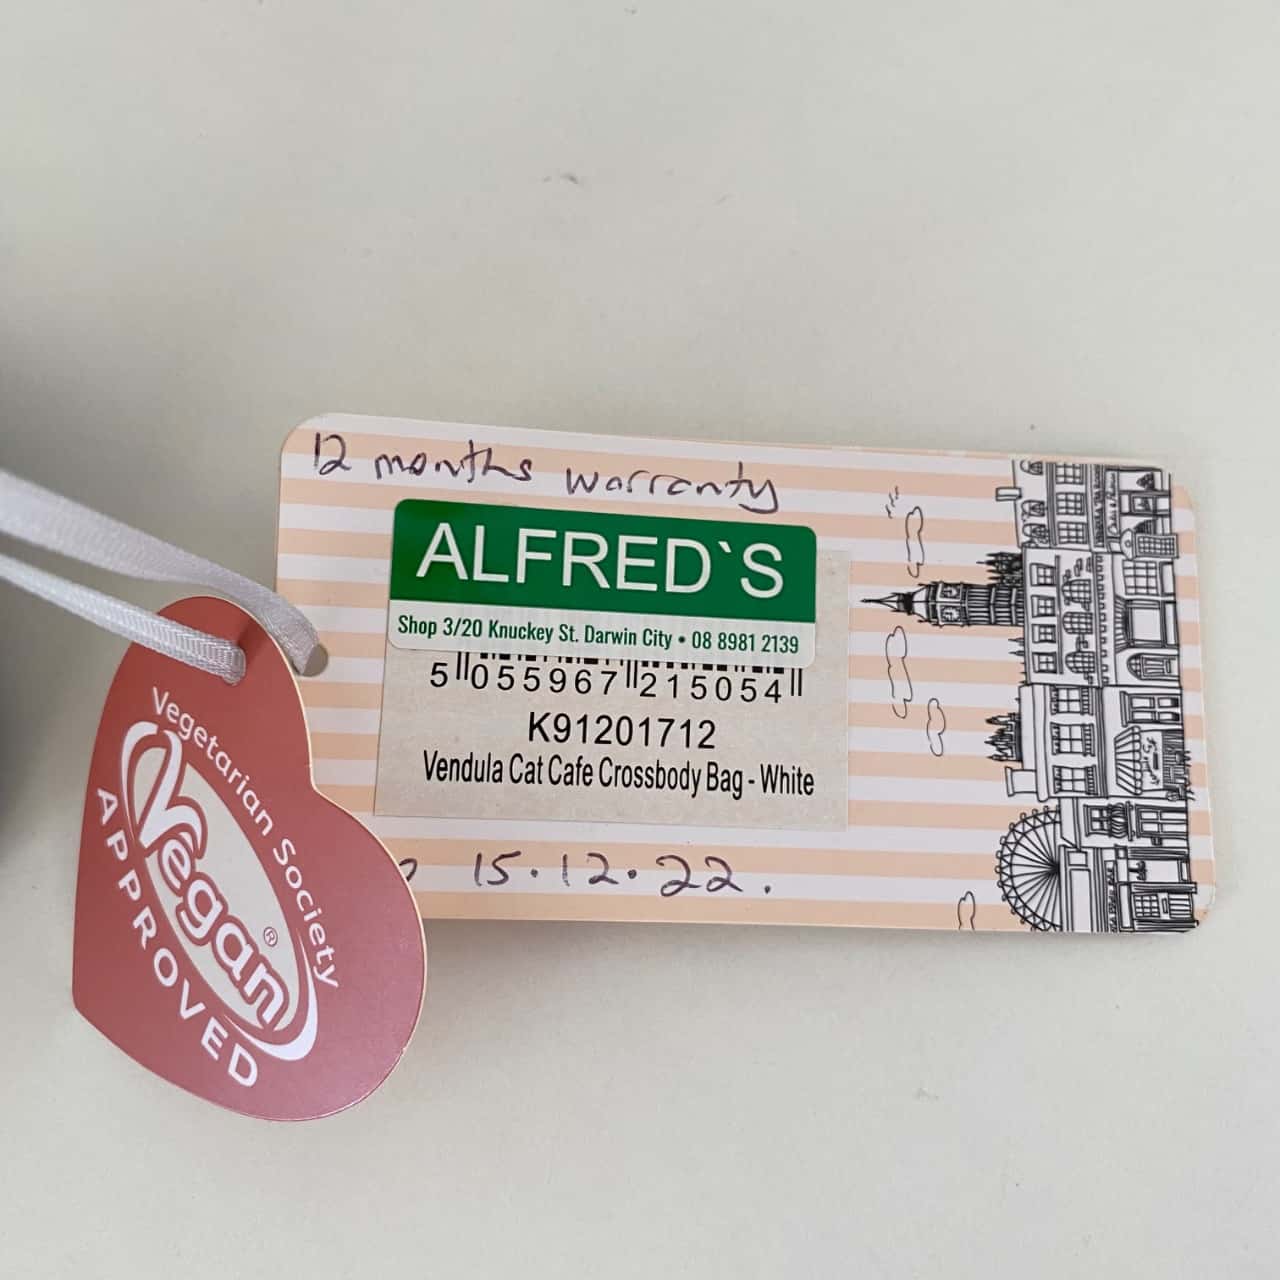 12 months warranty
ALFRED`S
Shop 3/20 Knuckey St. Darwin City • 08 8981 2139
5 055967 215054
K91201712
Vendula Cat Cafe Crossbody Bag - White
15.12.22.
Vegetarian Society
Vegan®
APPROVED